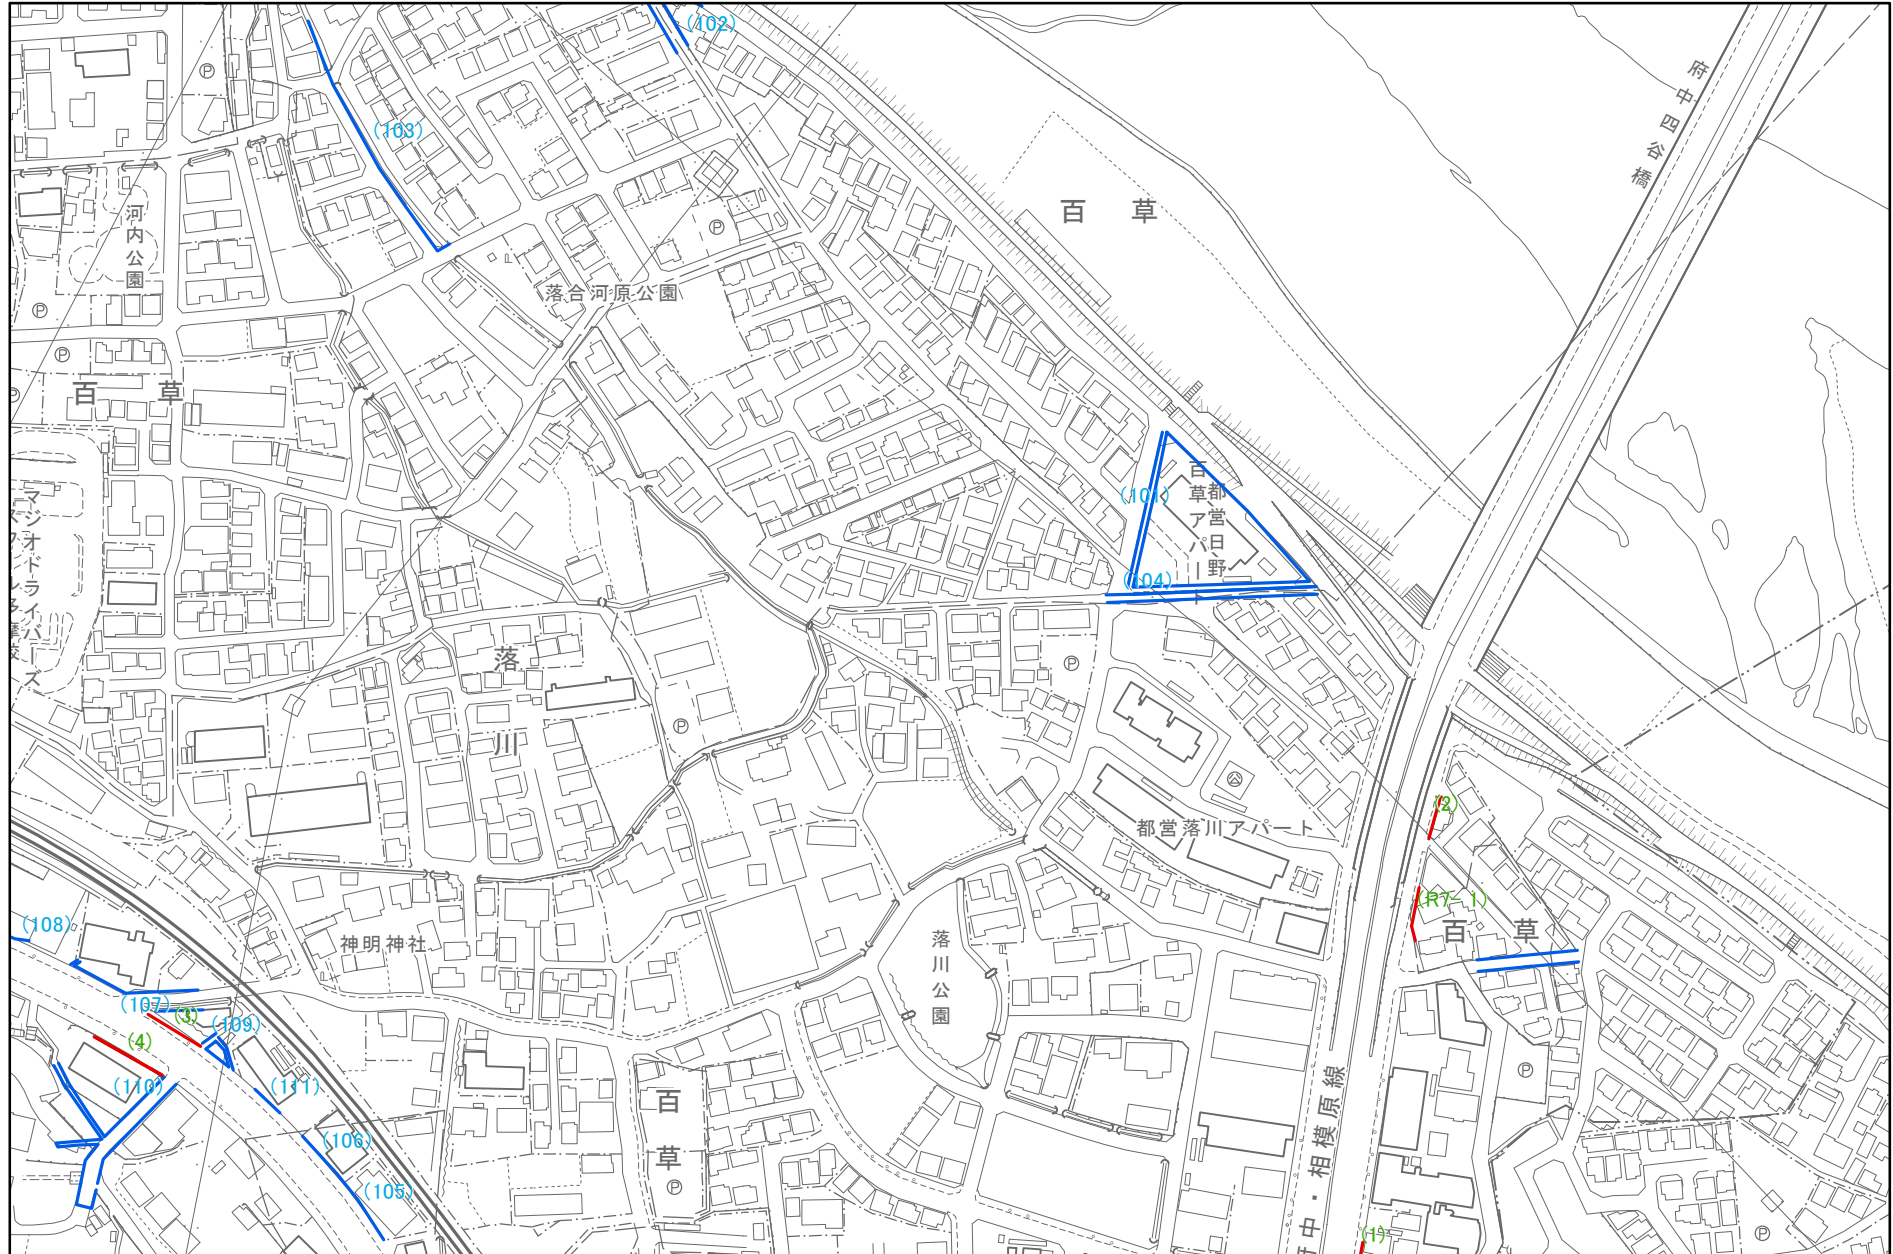 (102)
府中四谷橋
(103)
百草
河内公園
落合河原公園
百草
(101)
百草アパート
都営日野
(104)
マジオドライバーズ
落川
(2)
都営落川アパート
(R7-1)
百草
(108)
神明神社
落川公園
(107)
(3)
(109)
(4)
(110)
(111)
百草
府中・相模原線
(106)
(105)
(1)